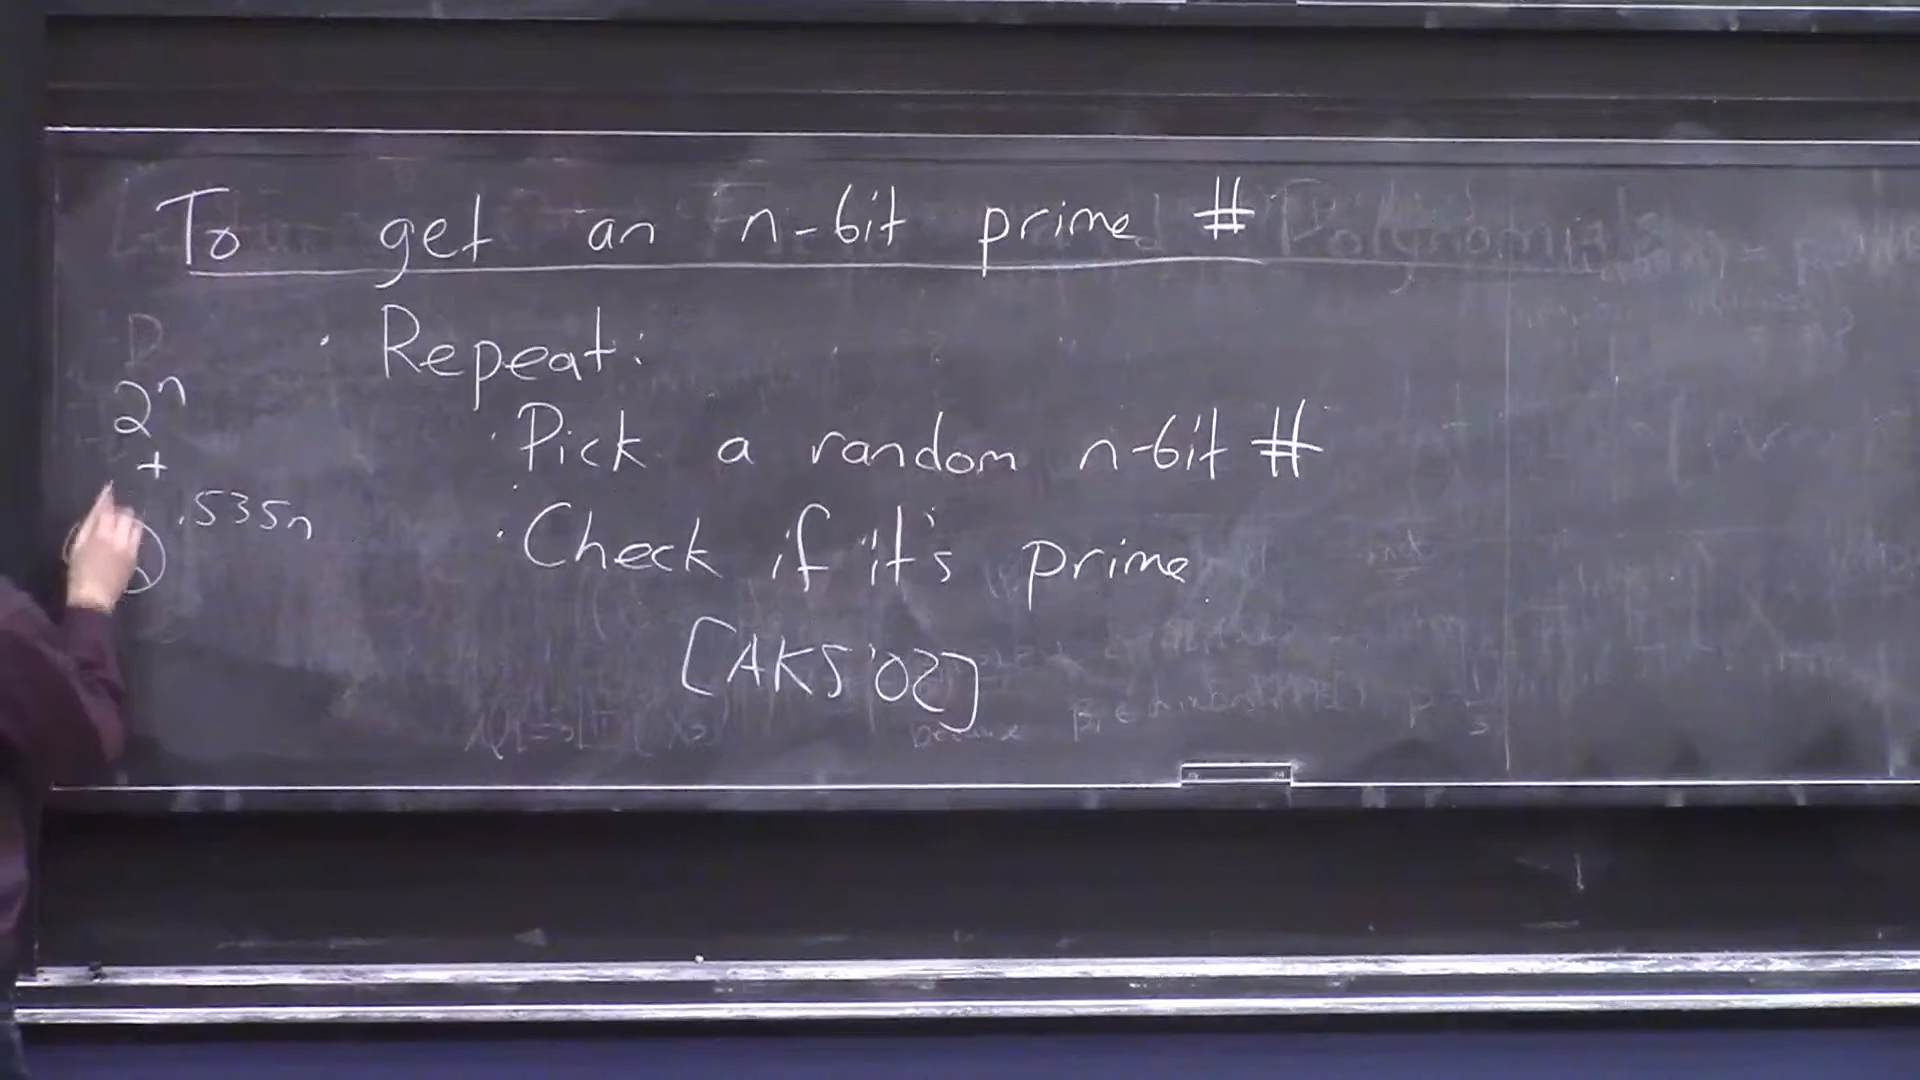 To get an n-bit prime #
· Repeat:
2ⁿ
+
.535n
· Pick a random n-bit #
· Check if it's prime
[AKS'02]